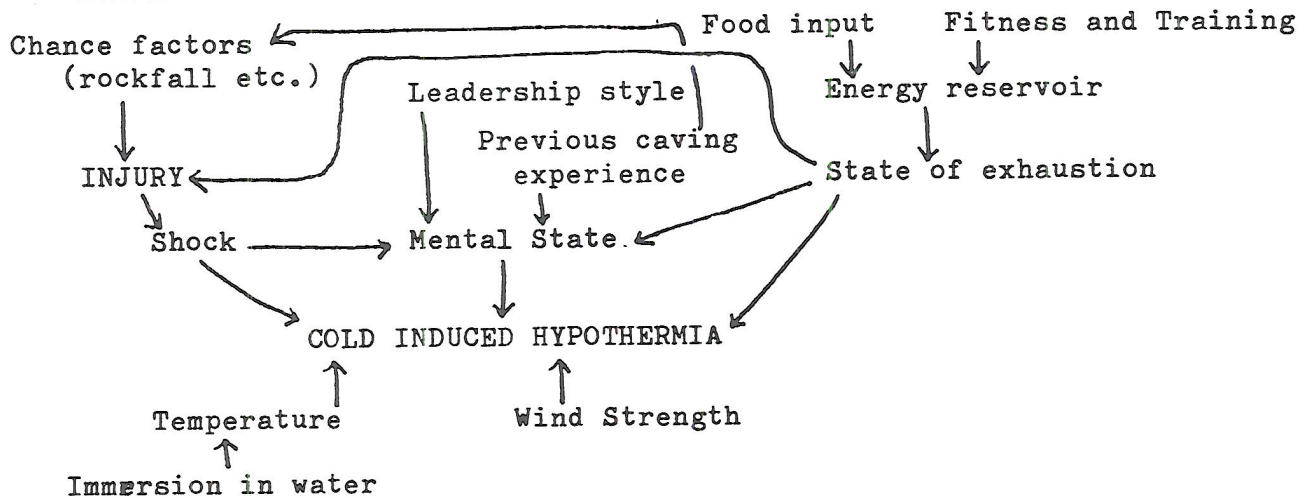 Food input
Fitness and Training
Chance factors
(rockfall etc.)
Leadership style
Energy reservoir
Previous caving
experience
INJURY
State of exhaustion
Shock
Mental State.
COLD INDUCED HYPOTHERMIA
Temperature
Wind Strength
Immersion in water